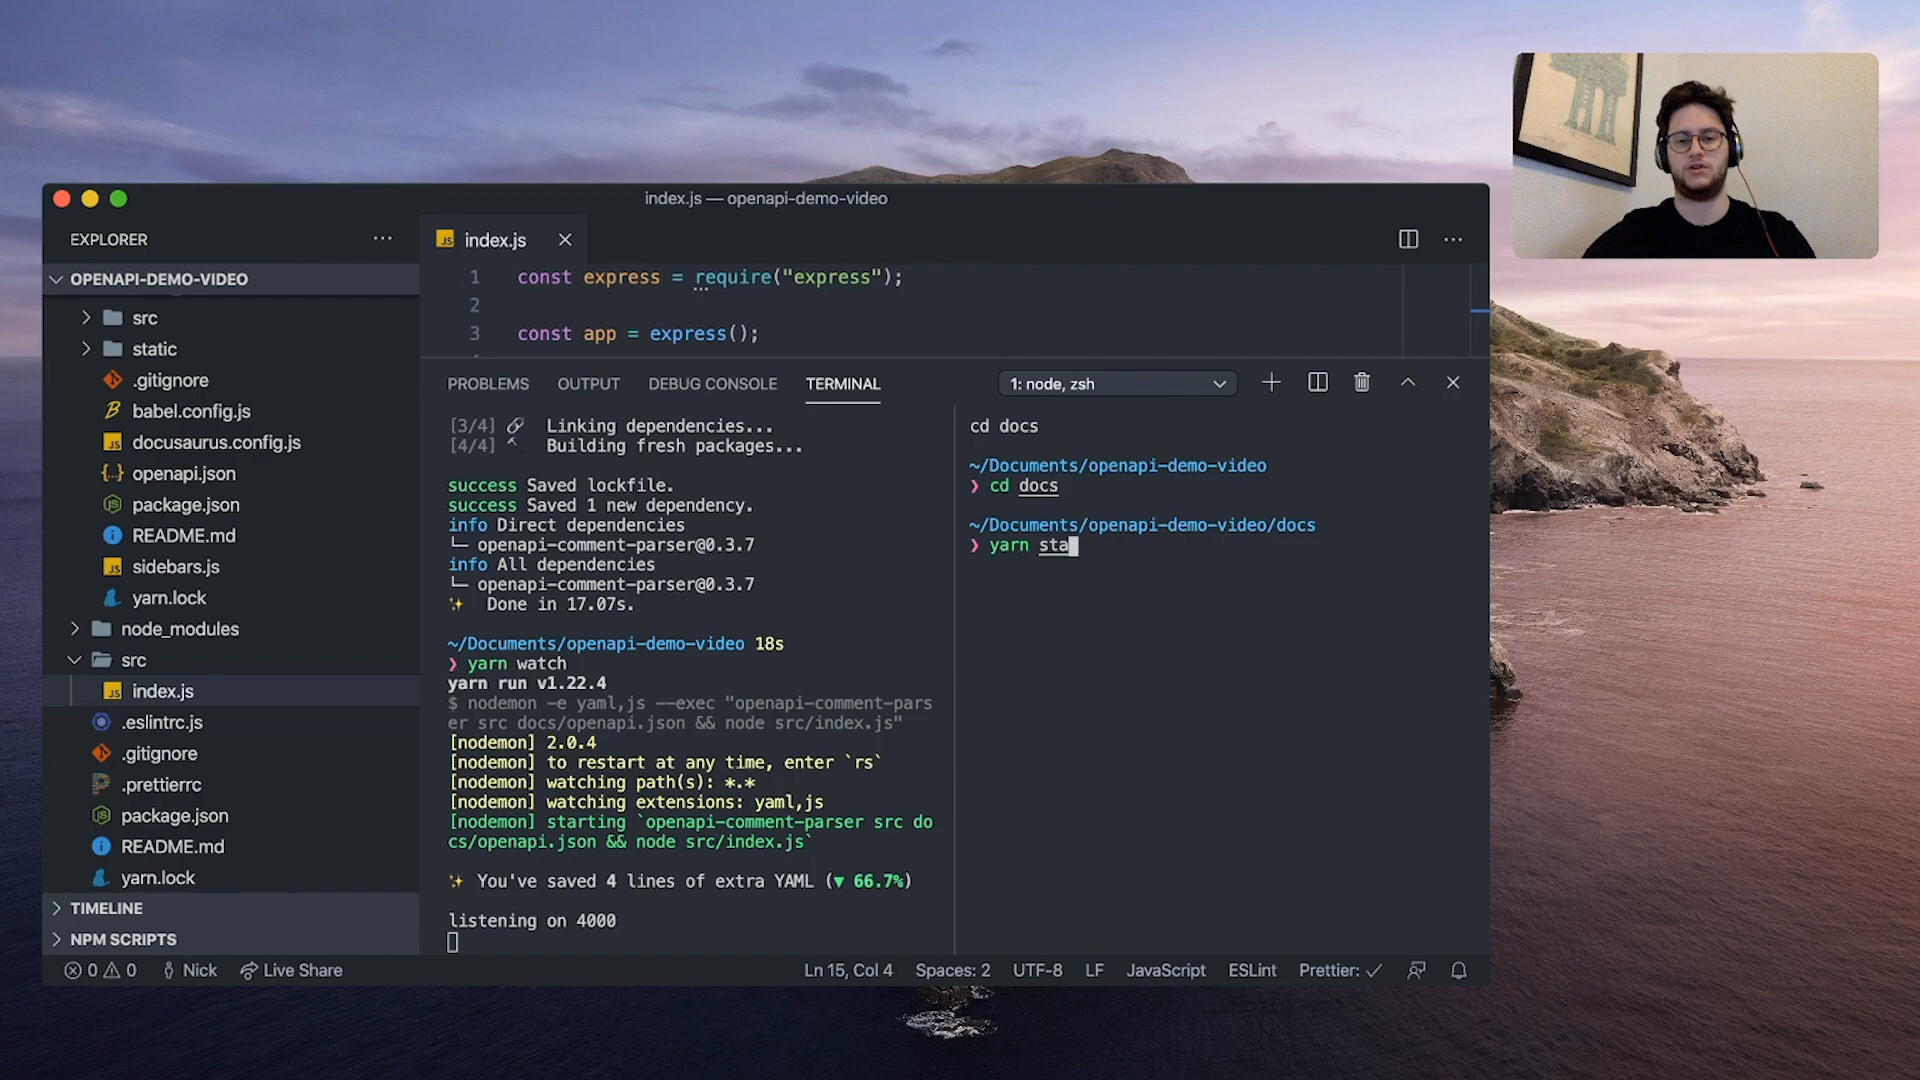 index.js — openapi-demo-video
EXPLORER
OPENAPI-DEMO-VIDEO
src
static
.gitignore
babel.config.js
docusaurus.config.js
openapi.json
package.json
README.md
sidebars.js
yarn.lock
node_modules
src
index.js
.eslintrc.js
.gitignore
.prettierrc
package.json
README.md
yarn.lock
TIMELINE
NPM SCRIPTS
index.js
1 const express = require("express");
2
3 const app = express();
PROBLEMS OUTPUT DEBUG CONSOLE TERMINAL
1: node, zsh
[3/4] Linking dependencies...
[4/4] Building fresh packages...
success Saved lockfile.
success Saved 1 new dependency.
info Direct dependencies
└─ openapi-comment-parser@0.3.7
info All dependencies
└─ openapi-comment-parser@0.3.7
✨ Done in 17.07s.
~/Documents/openapi-demo-video 18s
❯ yarn watch
yarn run v1.22.4
$ nodemon -e yaml,js --exec "openapi-comment-pars
er src docs/openapi.json && node src/index.js"
[nodemon] 2.0.4
[nodemon] to restart at any time, enter `rs`
[nodemon] watching path(s): *.*
[nodemon] watching extensions: yaml,js
[nodemon] starting `openapi-comment-parser src do
cs/openapi.json && node src/index.js`
✨ You've saved 4 lines of extra YAML (▼ 66.7%)
listening on 4000
cd docs
~/Documents/openapi-demo-video
❯ cd docs
~/Documents/openapi-demo-video/docs
❯ yarn sta
0 0 Nick Live Share
Ln 15, Col 4 Spaces: 2 UTF-8 LF JavaScript ESLint Prettier: ✓